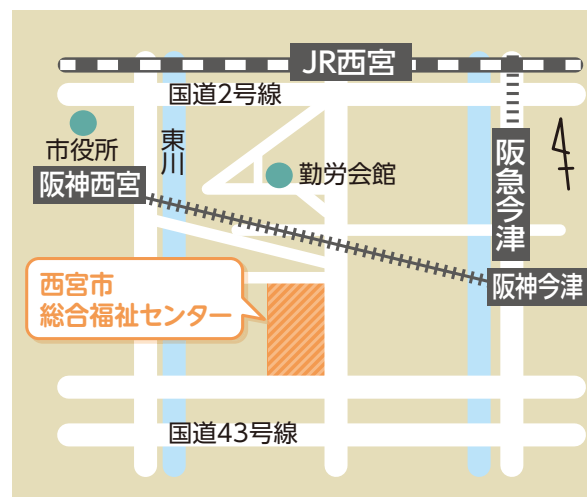 JR西宮
国道2号線
市役所
東川
勤労会館
阪神西宮
阪急今津
西宮市
総合福祉センター
阪神今津
国道43号線